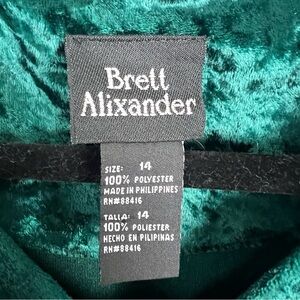 Brett
Alixander
SIZE: 14
100% POLYESTER
MADE IN PHILIPPINES
RN#88416
TALLA: 14
100% POLIESTER
HECHO EN PILIPINAS
RN#88416